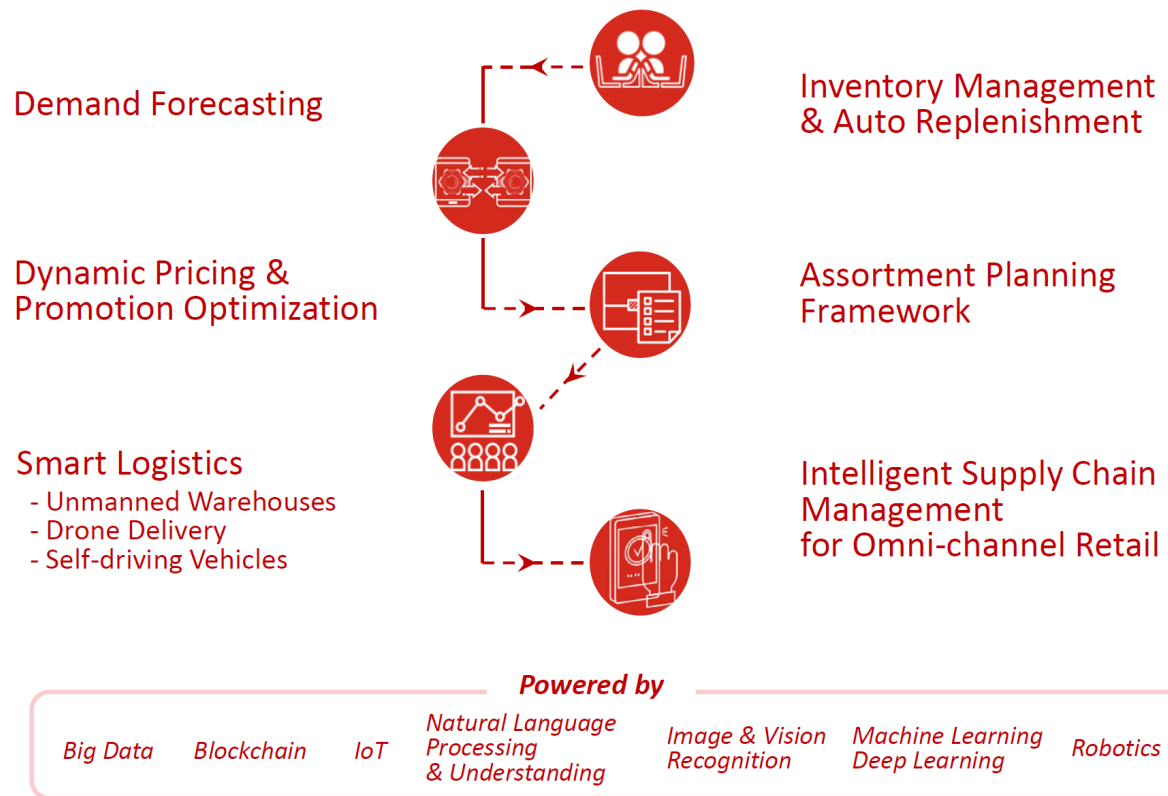 Demand Forecasting
Inventory Management
& Auto Replenishment
Dynamic Pricing &
Promotion Optimization
Assortment Planning
Framework
Smart Logistics
- Unmanned Warehouses
- Drone Delivery
- Self-driving Vehicles
Intelligent Supply Chain
Management
for Omni-channel Retail
Powered by
Big Data
Blockchain
IoT
Natural Language
Processing
& Understanding
Image & Vision
Recognition
Machine Learning
Deep Learning
Robotics